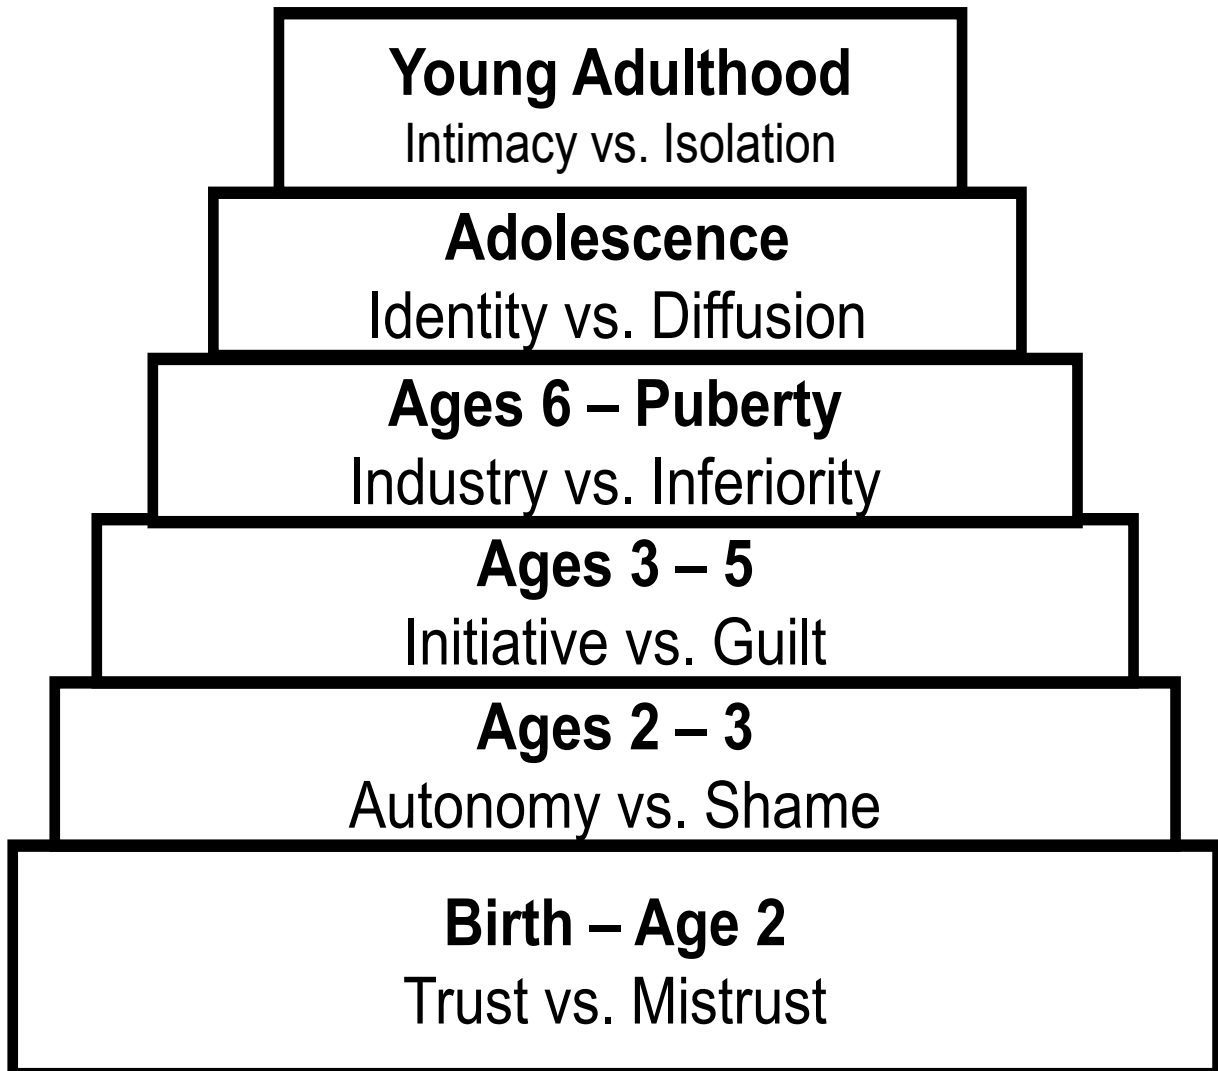 Young Adulthood
Intimacy vs. Isolation
Adolescence
Identity vs. Diffusion
Ages 6 – Puberty
Industry vs. Inferiority
Ages 3 – 5
Initiative vs. Guilt
Ages 2 – 3
Autonomy vs. Shame
Birth – Age 2
Trust vs. Mistrust